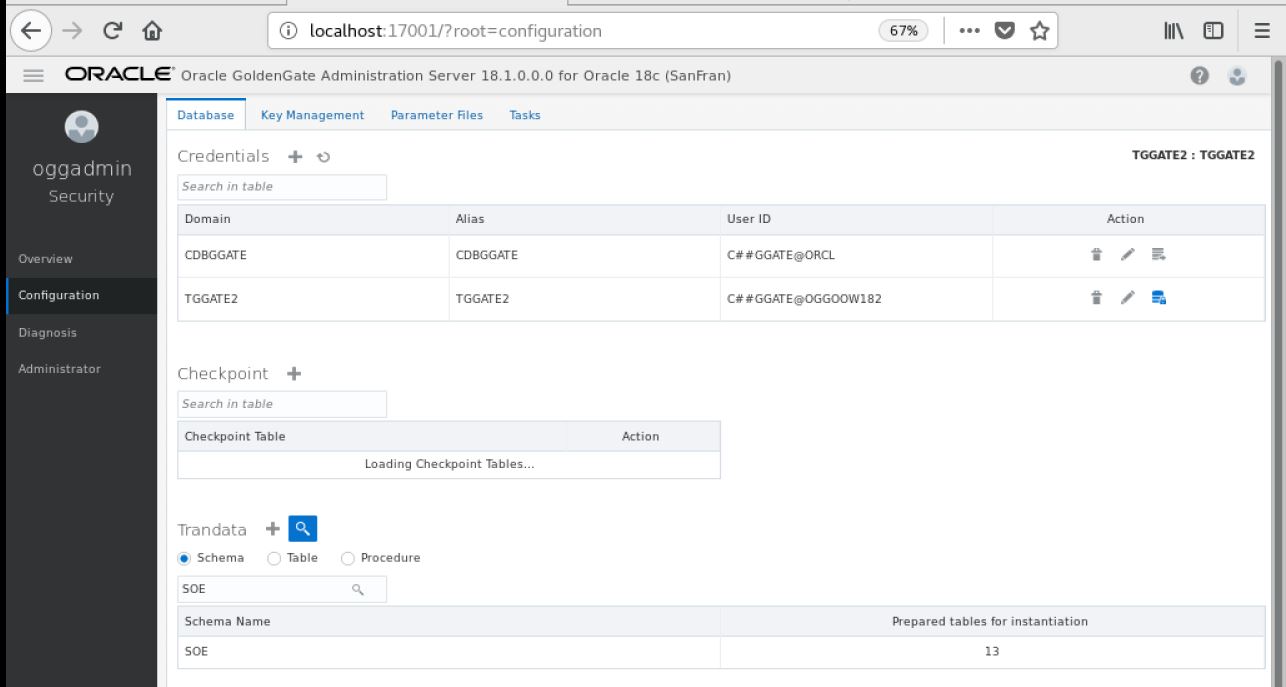 localhost:17001/?root=configuration 67%
ORACLE® Oracle GoldenGate Administration Server 18.1.0.0.0 for Oracle 18c (SanFran)
oggadmin
Security
Overview
Configuration
Diagnosis
Administrator
Database Key Management Parameter Files Tasks
Credentials TGGATE2 : TGGATE2
Search in table
Domain Alias User ID Action
CDBGGATE CDBGGATE C##GGATE@ORCL
TGGATE2 TGGATE2 C##GGATE@OGGOOW182
Checkpoint
Search in table
Checkpoint Table Action
Loading Checkpoint Tables...
Trandata
Schema Table Procedure
SOE
Schema Name Prepared tables for instantiation
SOE 13